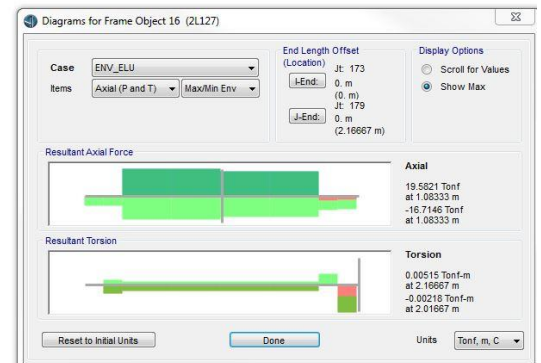 Diagrams for Frame Object 16 (2L127)
Case
ENV_ELU
Items
Axial (P and T)
Max/Min Env
End Length Offset
(Location)
Jt: 173
I-End:
0. m
(0. m)
Jt: 179
J-End:
0. m
(2.16667 m)
Display Options
Scroll for Values
Show Max
Resultant Axial Force
Axial
19.5821 Tonf
at 1.08333 m
-16.7146 Tonf
at 1.08333 m
Resultant Torsion
Torsion
0.00515 Tonf-m
at 2.16667 m
-0.00218 Tonf-m
at 2.01667 m
Reset to Initial Units
Done
Units
Tonf, m, C